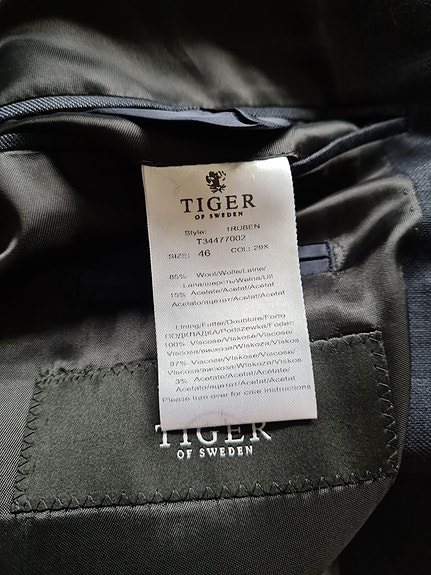 TIGER
OF SWEDEN
Style: 1RUBEN
T34477002
SIZE: 46 COL: 29X
85% Wool/Wolle/Laine/
Lana/шерсть/Wełna/Ull
15% Acetate/Acetat/Acetat
Acetato/ацетат/Acetat/Acetat
Lining/Futter/Doublure/Forro
ПОДКЛАДКА/Podszewka/Foder:
100% Viscose/Viskose/Viscose/
Viscosa/вискоза/Wiskoza/Viskos
97% Viscose/Viskose/Viscose/
Viscosa/вискоза/Wiskoza/Viskos
3% Acetate/Acetat/Acetat/
Acetato/ацетат/Acetat/Acetat
Please turn over for care instructions
TIGER
OF SWEDEN